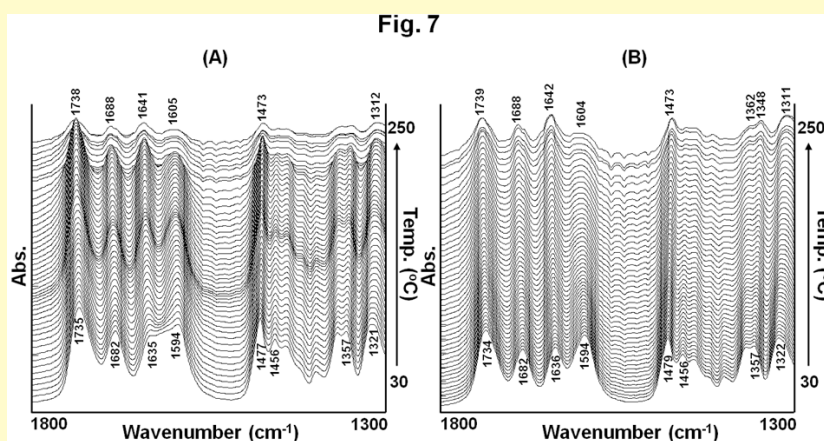 Fig. 7
(A)
(B)
1738 1688 1641 1605 1473 1312
250
Temp. (°C)
30
Abs.
1735 1682 1635 1594 1477 1456 1357 1321
1800 1300
Wavenumber (cm-1)
1739 1688 1642 1604 1473 1362 1348 1311
250
Temp. (°C)
30
Abs.
1734 1682 1636 1594 1479 1456 1357 1322
1800 1300
Wavenumber (cm-1)